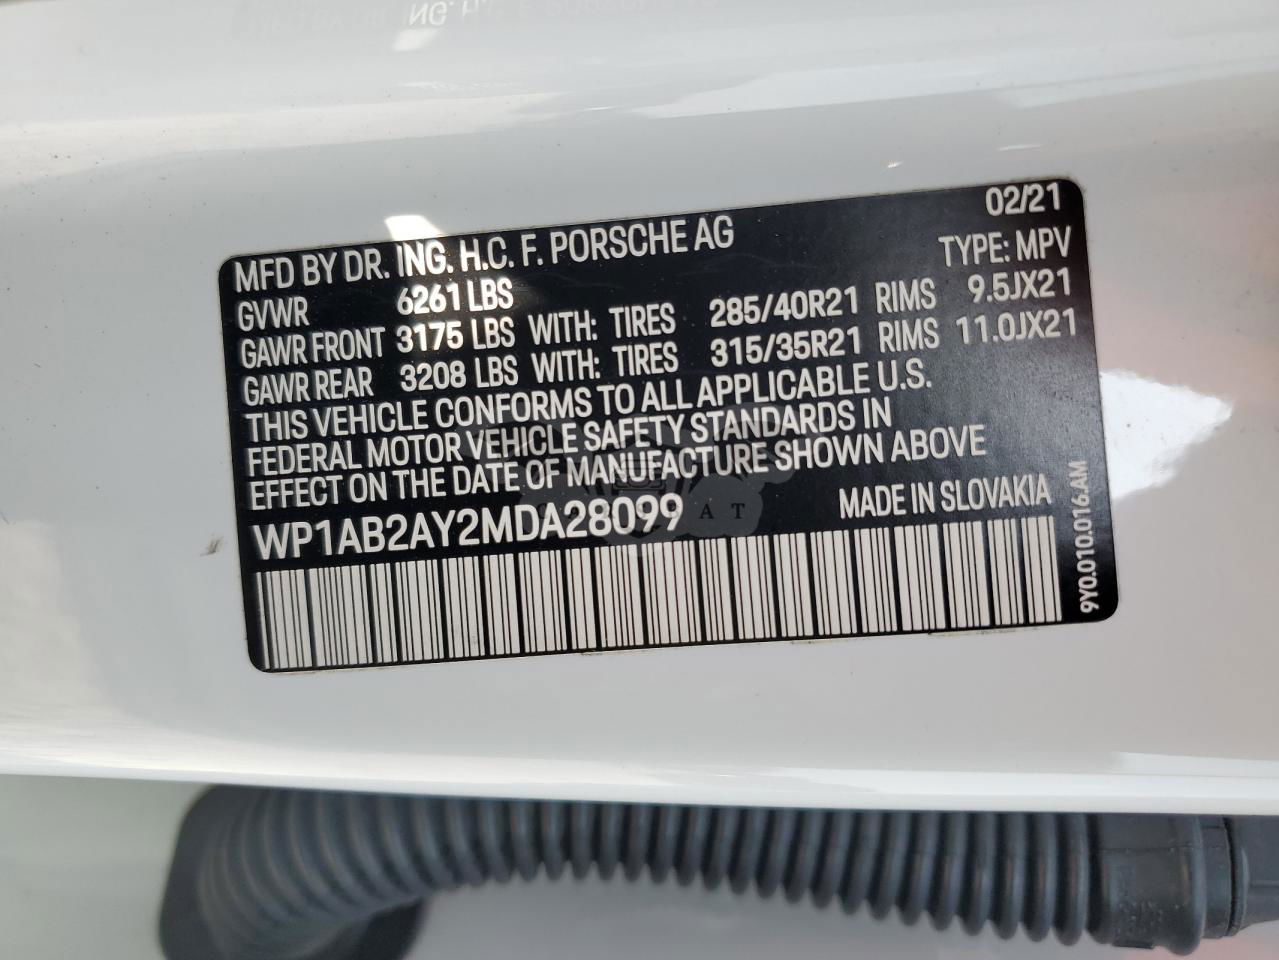 02/21
MFD BY DR. ING. H.C. F. PORSCHE AG TYPE: MPV
GVWR 6261 LBS
GAWR FRONT 3175 LBS WITH: TIRES 285/40R21 RIMS 9.5JX21
GAWR REAR 3208 LBS WITH: TIRES 315/35R21 RIMS 11.0JX21
THIS VEHICLE CONFORMS TO ALL APPLICABLE U.S.
FEDERAL MOTOR VEHICLE SAFETY STANDARDS IN
EFFECT ON THE DATE OF MANUFACTURE SHOWN ABOVE
WP1AB2AY2MDA28099 MADE IN SLOVAKIA
9Y0.010.016.AM